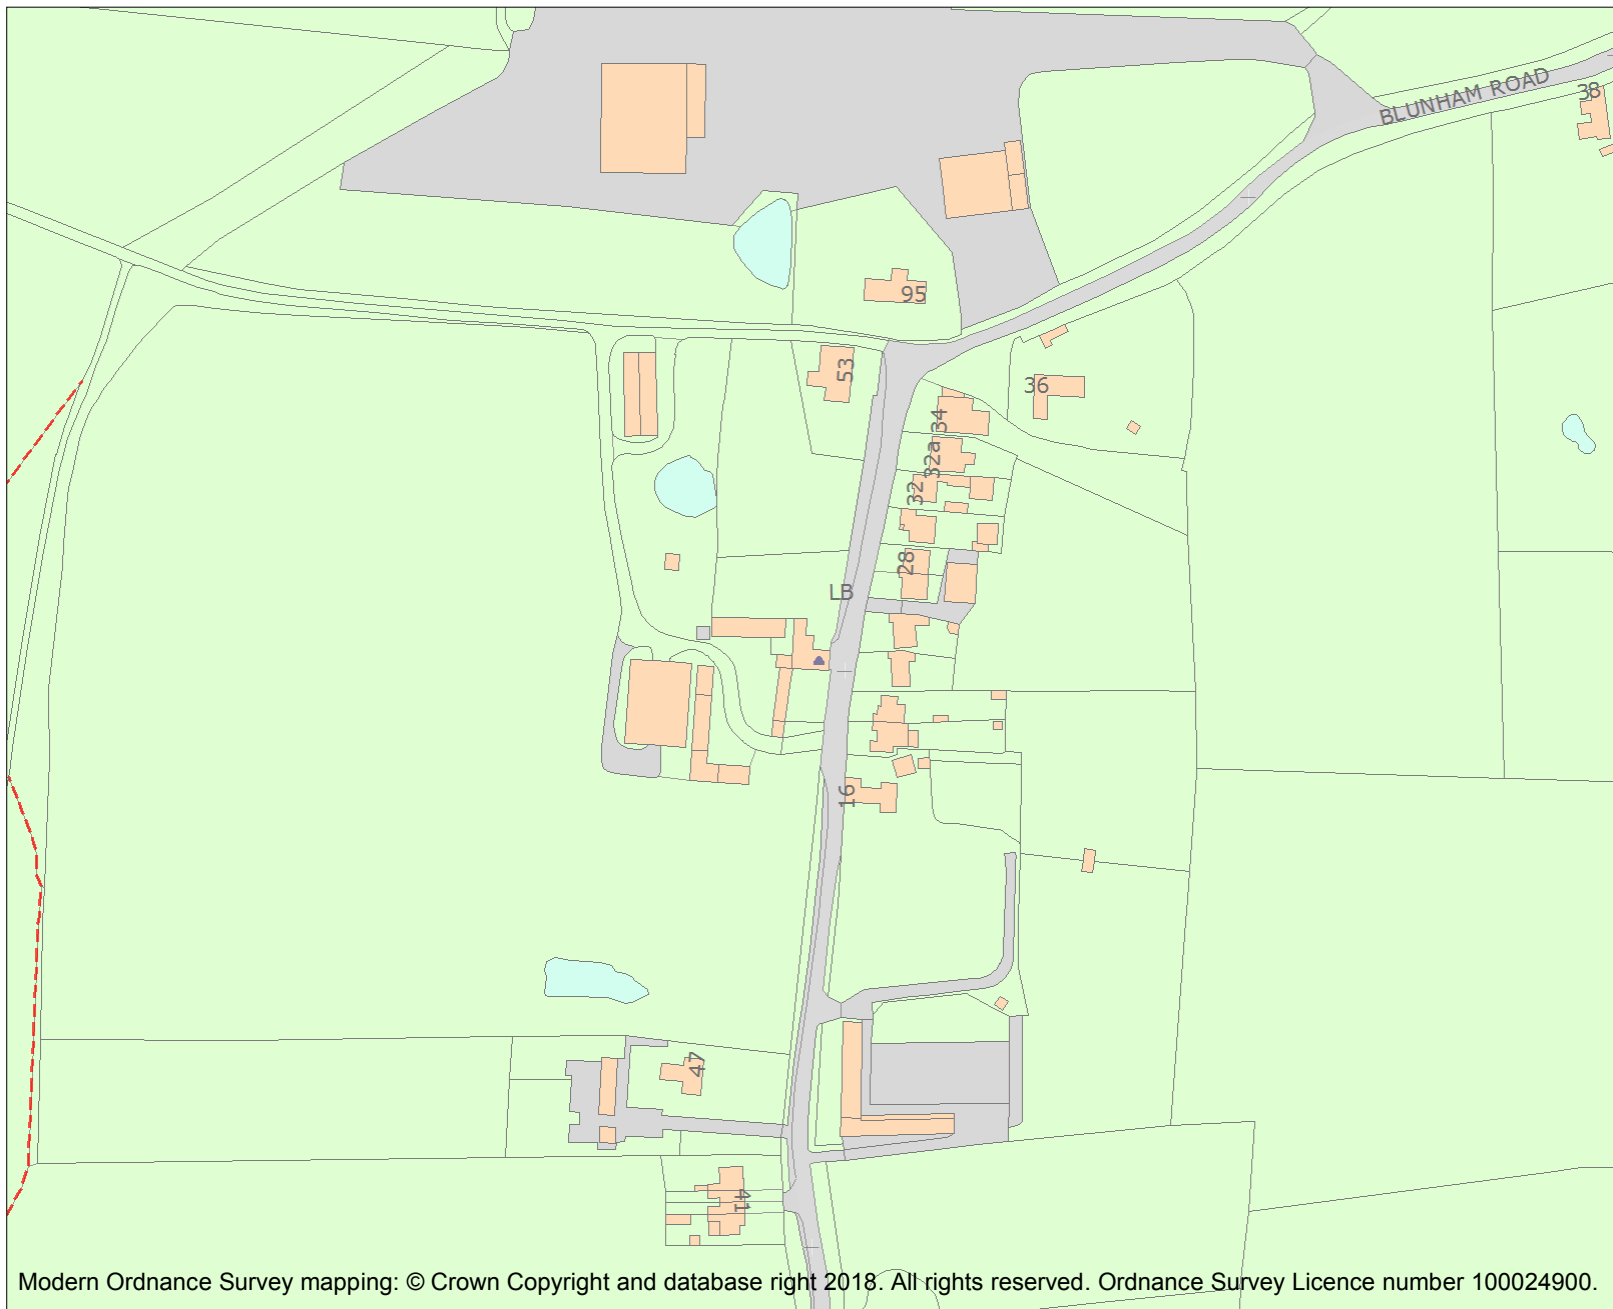 BLUNHAM ROAD
38
95
53
36
34
32a
32
28
LB
16
47
41
Modern Ordnance Survey mapping: © Crown Copyright and database right 2018. All rights reserved. Ordnance Survey Licence number 100024900.